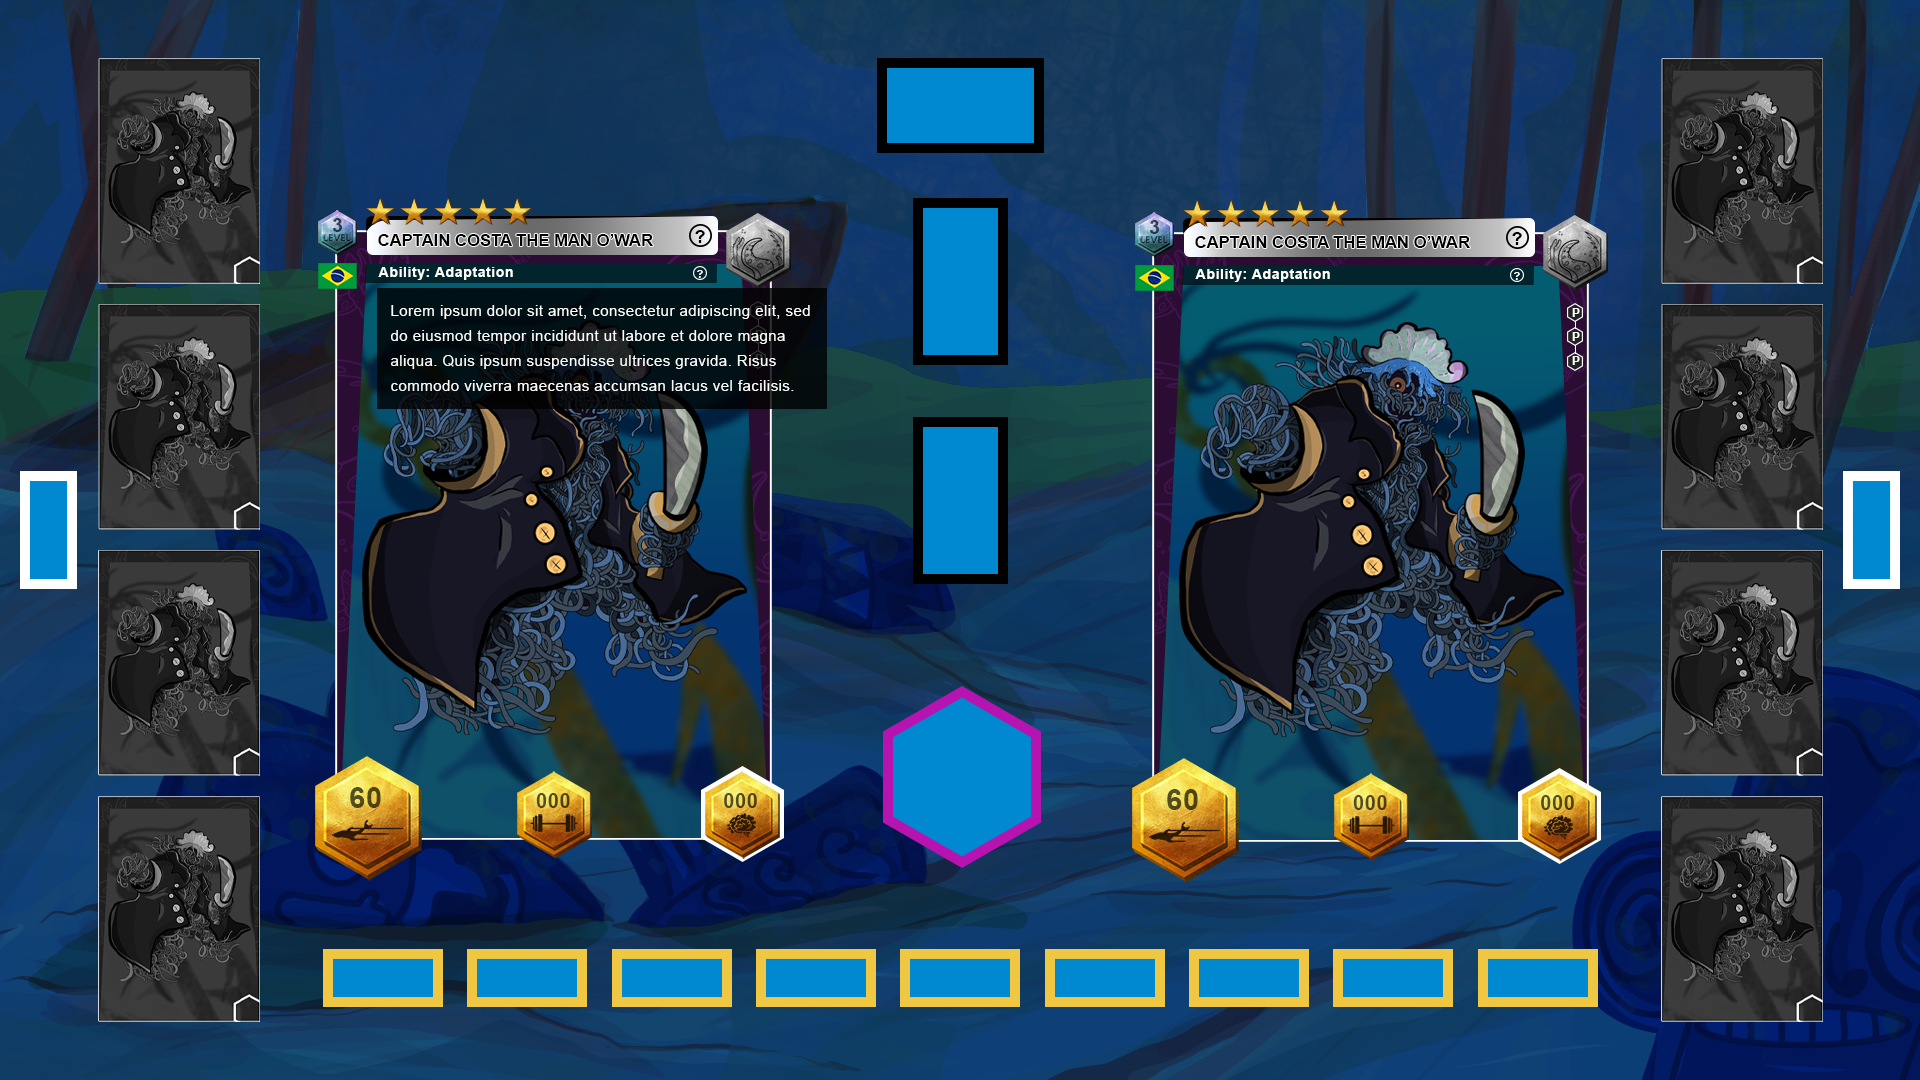 3
LEVEL
CAPTAIN COSTA THE MAN O'WAR
?
Ability: Adaptation
?
Lorem ipsum dolor sit amet, consectetur adipiscing elit, sed
do eiusmod tempor incididunt ut labore et dolore magna
aliqua. Quis ipsum suspendisse ultrices gravida. Risus
commodo viverra maecenas accumsan lacus vel facilisis.
60
000
000
3
LEVEL
CAPTAIN COSTA THE MAN O'WAR
?
Ability: Adaptation
?
P
P
P
60
000
000